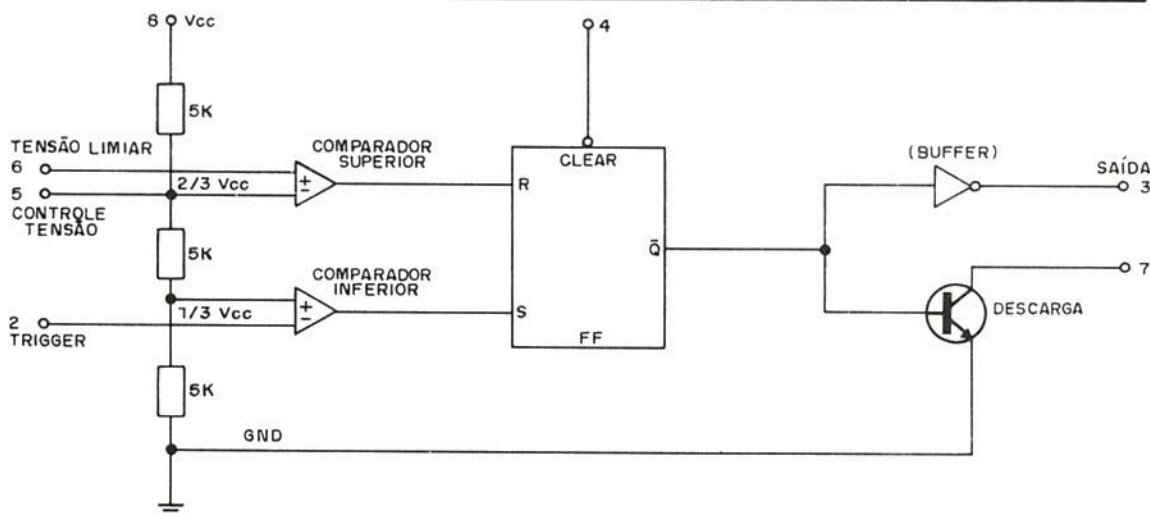 8 Vcc
4
5K
TENSÃO LIMIAR
6
5
CONTROLE
TENSÃO
2/3 Vcc
COMPARADOR
SUPERIOR
+
-
CLEAR
R
S
Q̄
FF
(BUFFER)
SAÍDA
3
7
DESCARGA
5K
COMPARADOR
INFERIOR
1/3 Vcc
+
-
2
TRIGGER
5K
GND